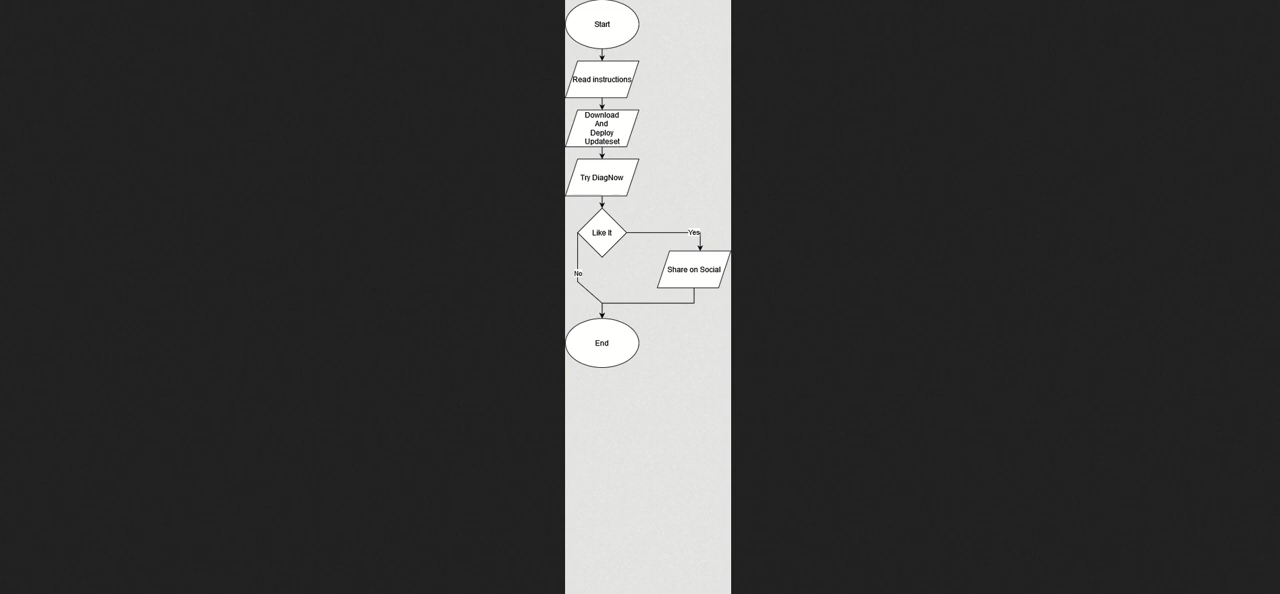 Start
Read instructions
Download
And
Deploy
Updateset
Try DiagNow
Like It
Yes
Share on Social
No
End